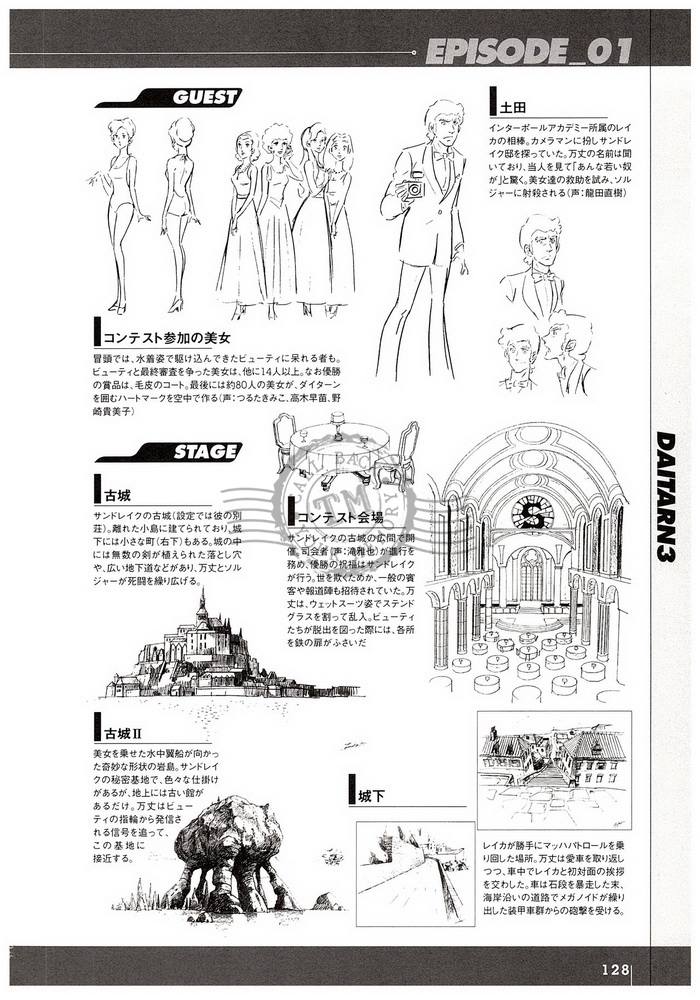 EPISODE_01
GUEST
土田
インターポールアカデミー所属のレイ
カの相棒。カメラマンに扮しサンドレ
イク邸を探っていた。万丈の名前は聞
いており、当人を見て「あんな若い奴
が」と驚く。美女達の救助を試み、ソル
ジャーに射殺される(声:龍田直樹)
コンテスト参加の美女
冒頭では、水着姿で駆け込んできたビューティに呆れる者も。
ビューティと最終審査を争った美女は、他に14人以上。なお優勝
の賞品は、毛皮のコート。最後には約80人の美女が、ダイターン
を囲むハートマークを空中で作る(声:つるたきみこ、高木早苗、野
崎貴美子)
STAGE
古城
サンドレイクの古城(設定では彼の別
荘)。離れた小島に建てられており、城
下には小さな町(右下)もある。城の中
には無数の剣が植えられた落とし穴
や、広い地下道などがあり、万丈とソル
ジャーが死闘を繰り広げる。
コンテスト会場
サンドレイクの古城の広間で開
催。司会者(声:滝雅也)が進行を
務め、優勝の祝福はサンドレイク
が行う。世を欺くためか、一般の賓
客や報道陣も招待されていた。万
丈は、ウェットスーツ姿でステンド
グラスを割って乱入。ビューティ
たちが脱出を図った際には、各所
を鉄の扉がふさいだ
DAITARN3
古城Ⅱ
美女を乗せた水中翼船が向かっ
た奇妙な形状の岩島。サンドレイ
クの秘密基地で、色々な仕掛け
があるが、地上には古い館が
あるだけ。万丈はビュー
ティの指輪から発信さ
れる信号を追って、
この基地に
接近する。
城下
レイカが勝手にマッハパトロールを乗
り回した場所。万丈は愛車を取り返し
つつ、車中でレイカと初対面の挨拶
を交わした。車は石段を暴走した末、
海岸沿いの道路でメガノイドが繰り
出した装甲車群からの砲撃を受ける。
128